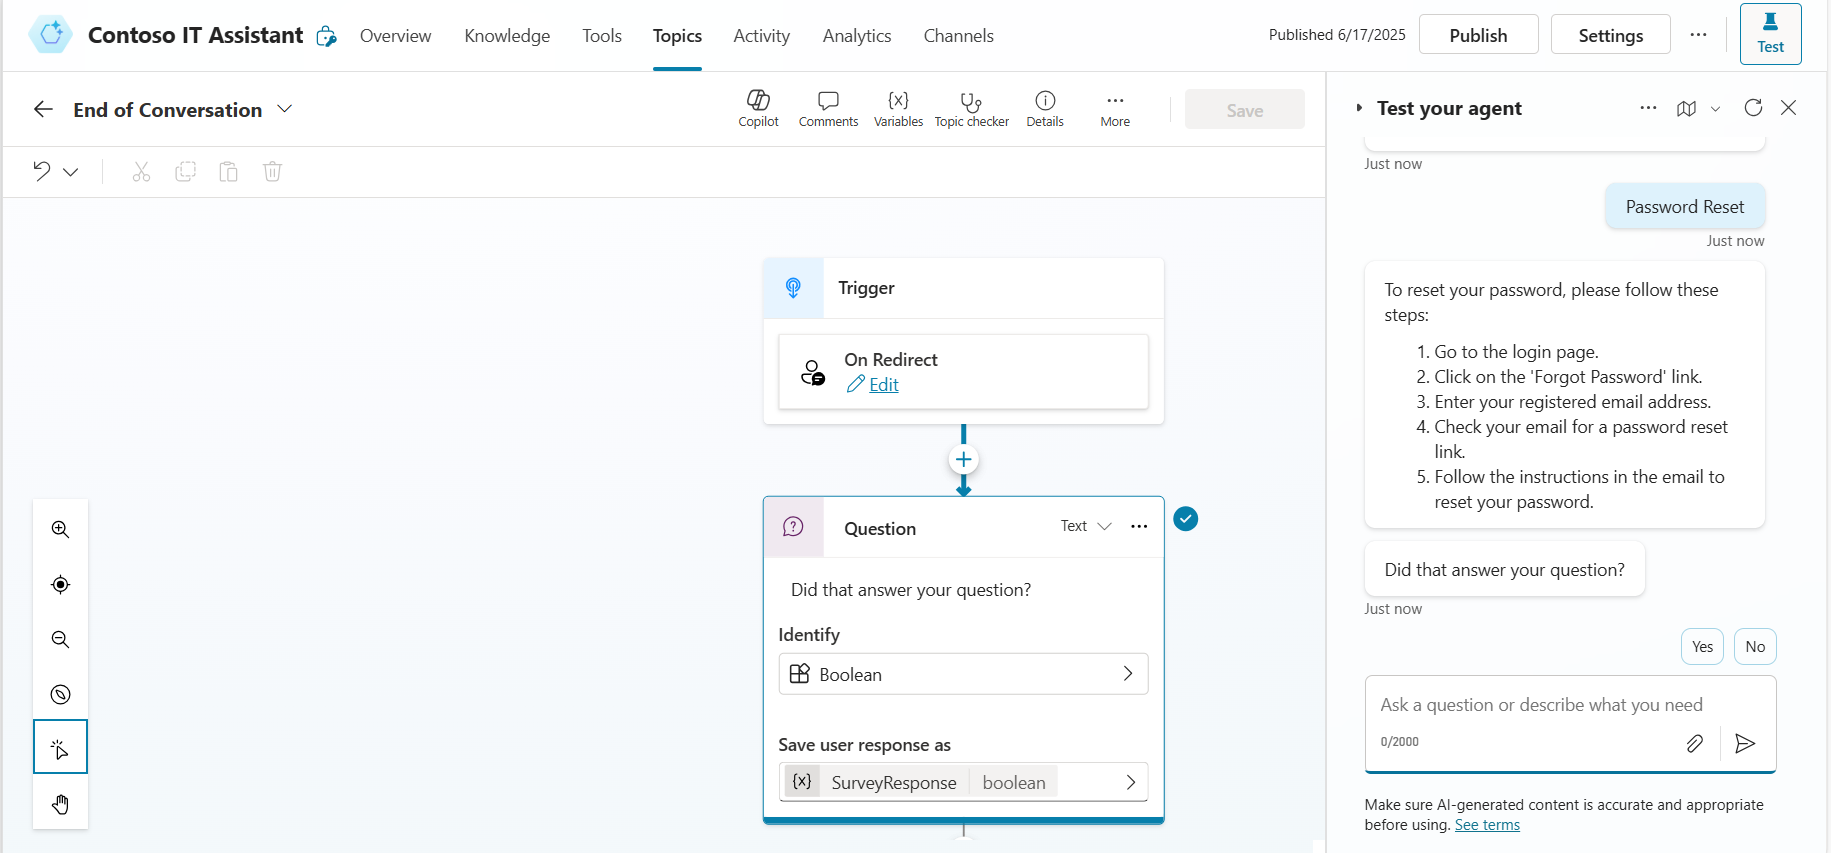 Contoso IT Assistant
Overview
Knowledge
Tools
Topics
Activity
Analytics
Channels
Published 6/17/2025
Publish
Settings
Test
End of Conversation
Copilot
Comments
{x}
Variables
Topic checker
Details
More
Save
Trigger
On Redirect
Edit
Question
Text
Did that answer your question?
Identify
Boolean
Save user response as
{x} SurveyResponse boolean
Test your agent
Just now
Password Reset
Just now
To reset your password, please follow these
steps:
1. Go to the login page.
2. Click on the 'Forgot Password' link.
3. Enter your registered email address.
4. Check your email for a password reset
link.
5. Follow the instructions in the email to
reset your password.
Did that answer your question?
Just now
Yes
No
Ask a question or describe what you need
0/2000
Make sure AI-generated content is accurate and appropriate
before using. See terms